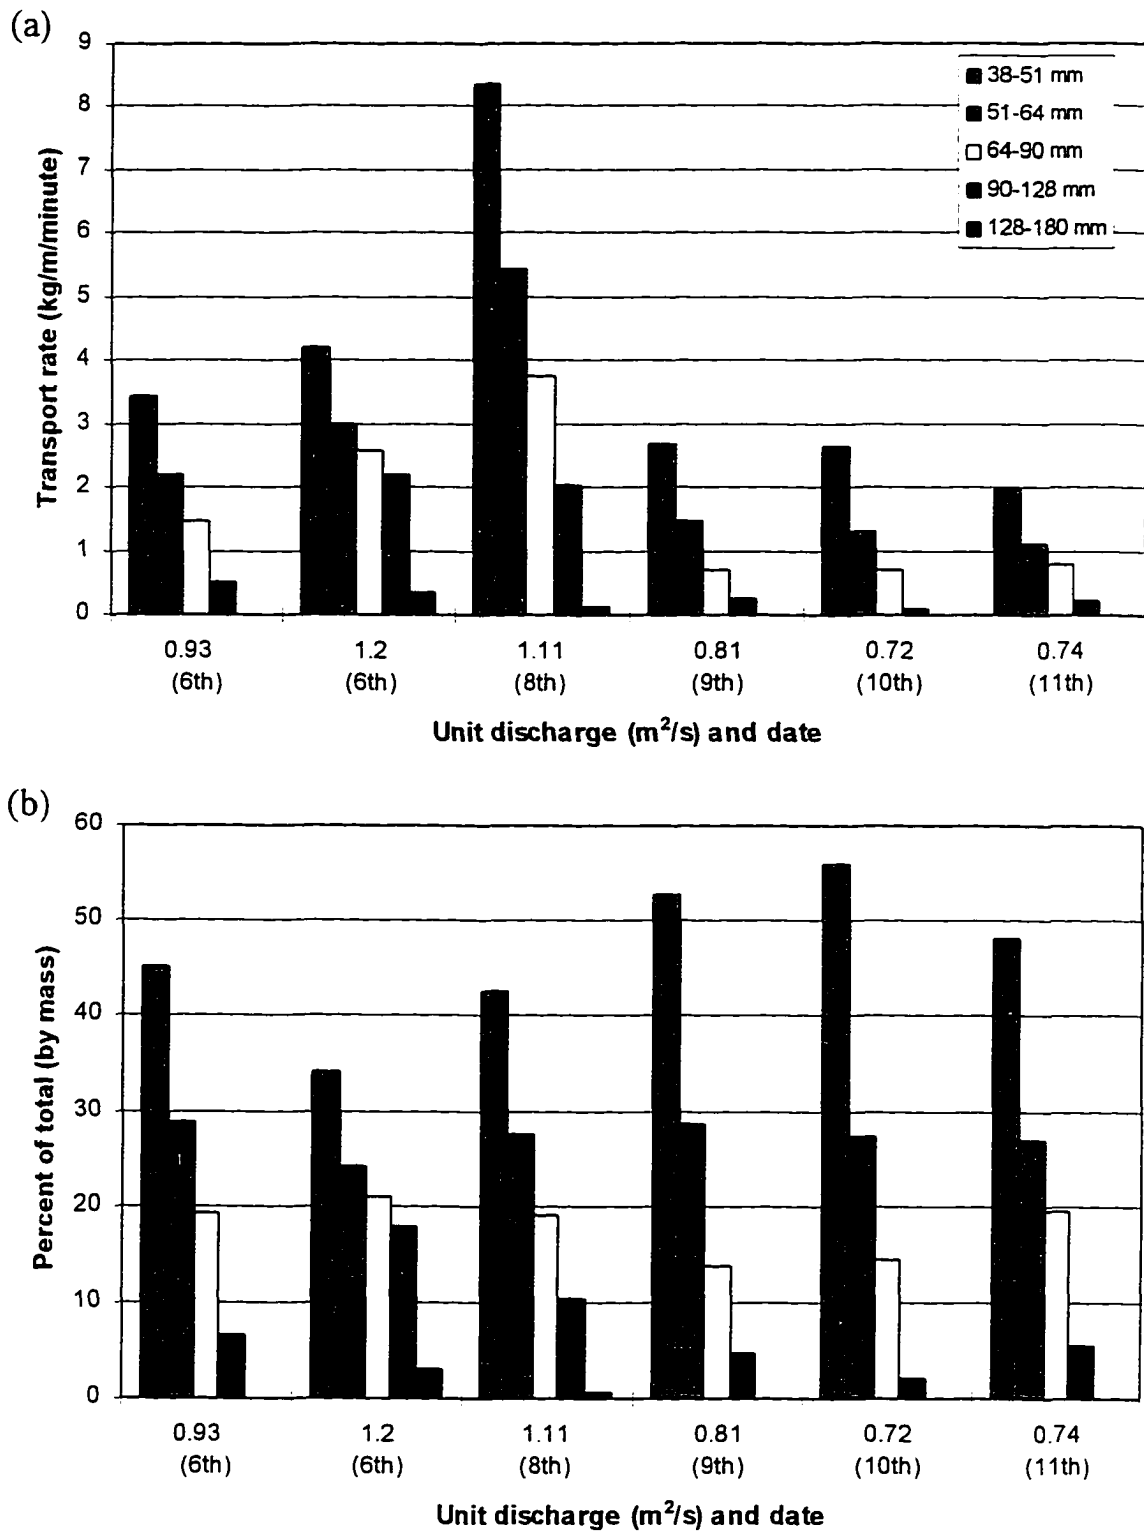 (a)
9
8
7
6
5
4
3
2
1
0
Transport rate (kg/m/minute)
38-51 mm
51-64 mm
64-90 mm
90-128 mm
128-180 mm
0.93 1.2 1.11 0.81 0.72 0.74
(6th) (6th) (8th) (9th) (10th) (11th)
Unit discharge (m²/s) and date
(b)
60
50
40
30
20
10
0
Percent of total (by mass)
0.93 1.2 1.11 0.81 0.72 0.74
(6th) (6th) (8th) (9th) (10th) (11th)
Unit discharge (m²/s) and date